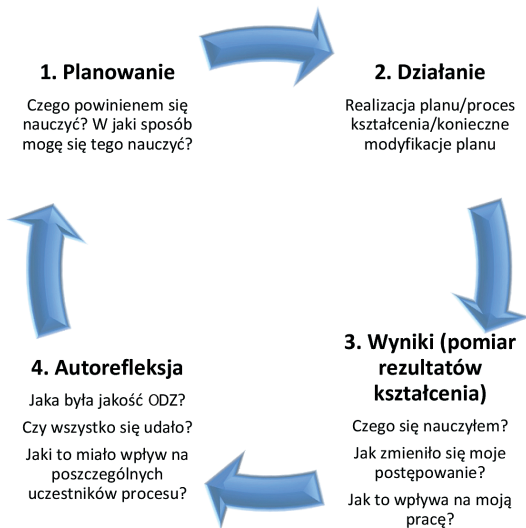 1. Planowanie
Czego powinienem się
nauczyć? W jaki sposób
mogę się tego nauczyć?
2. Działanie
Realizacja planu/proces
kształcenia/konieczne
modyfikacje planu
3. Wyniki (pomiar
rezultatów
kształcenia)
Czego się nauczyłem?
Jak zmieniło się moje
postępowanie?
Jak to wpływa na moją
pracę?
4. Autorefleksja
Jaka była jakość ODZ?
Czy wszystko się udało?
Jaki to miało wpływ na
poszczególnych
uczestników procesu?